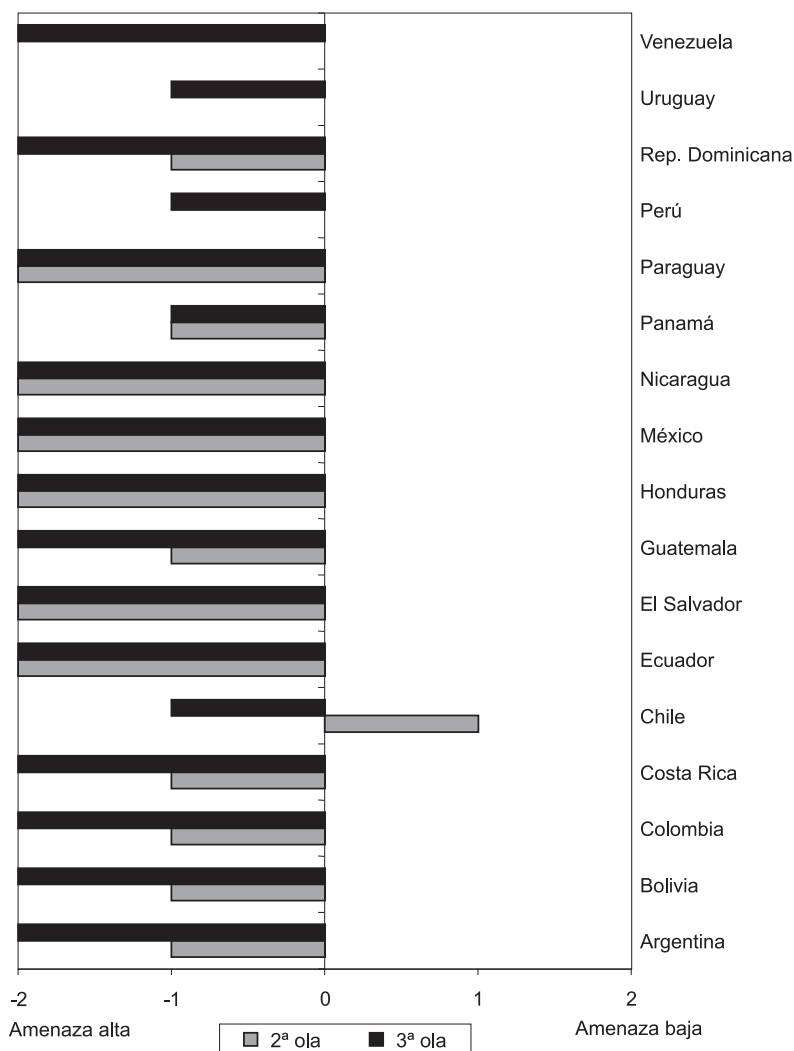 Venezuela
Uruguay
Rep. Dominicana
Perú
Paraguay
Panamá
Nicaragua
México
Honduras
Guatemala
El Salvador
Ecuador
Chile
Costa Rica
Colombia
Bolivia
Argentina
-2 -1 0 1 2
Amenaza alta Amenaza baja
2ª ola 3ª ola